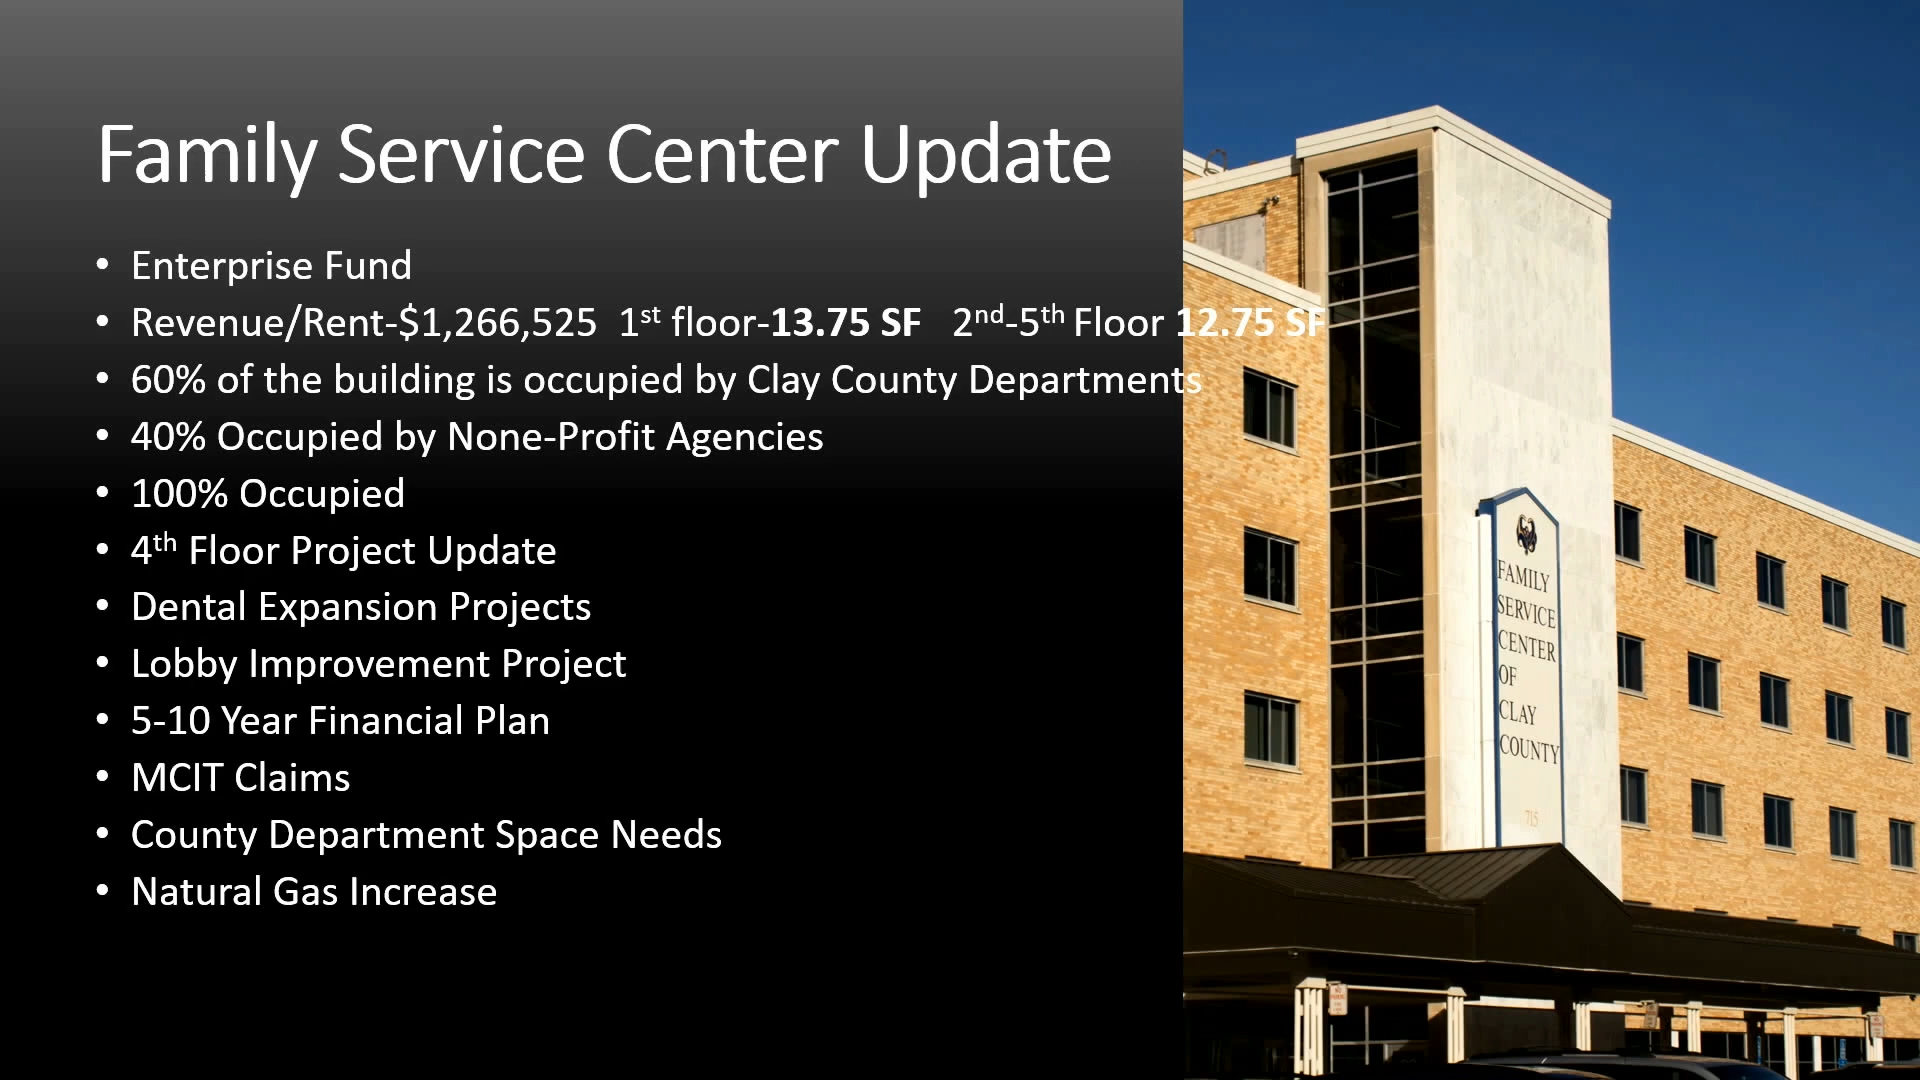 Family Service Center Update
• Enterprise Fund
• Revenue/Rent-$1,266,525 1st floor-13.75 SF 2nd-5th Floor 12.75 SF
• 60% of the building is occupied by Clay County Departments
• 40% Occupied by None-Profit Agencies
• 100% Occupied
• 4th Floor Project Update
• Dental Expansion Projects
• Lobby Improvement Project
• 5-10 Year Financial Plan
• MCIT Claims
• County Department Space Needs
• Natural Gas Increase
FAMILY
SERVICE
CENTER
OF
CLAY
COUNTY
715